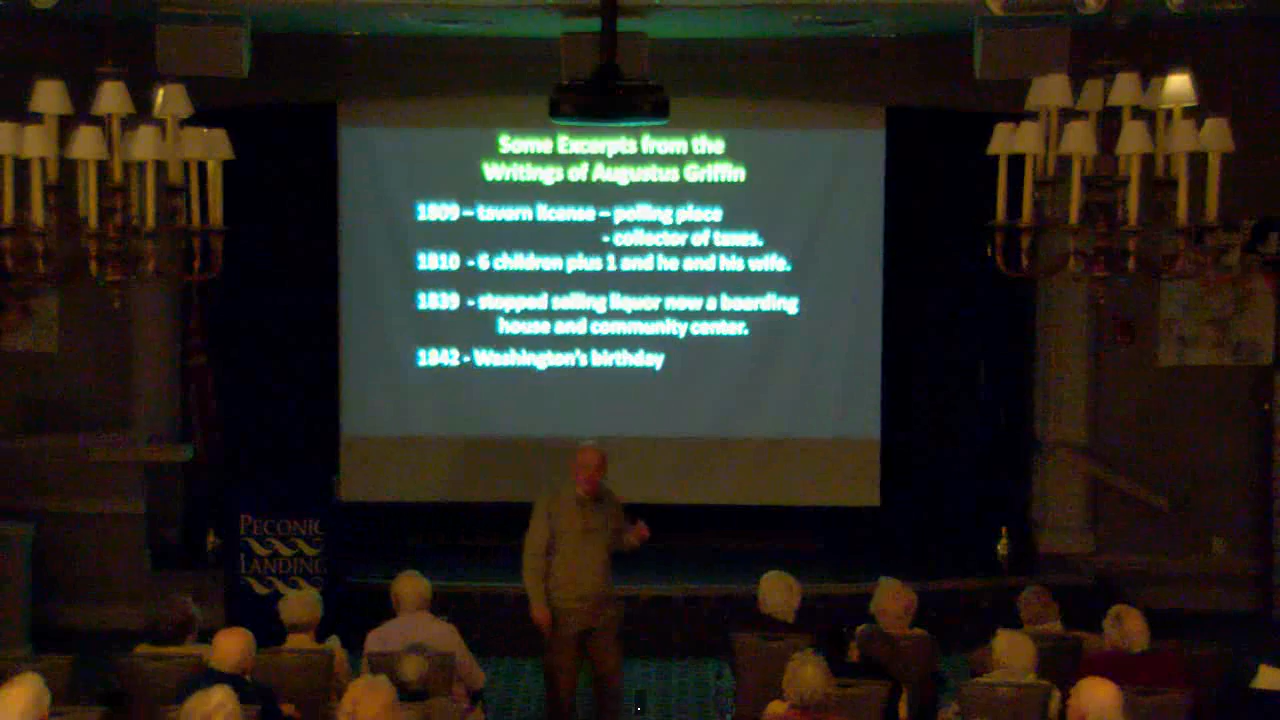 Some Excerpts from the
Writings of Augustus Griffin
1809 – tavern license – polling place
- collector of taxes.
1810 - 6 children plus 1 and he and his wife.
1839 - stopped selling liquor now a boarding
house and community center.
1842 - Washington's birthday
PECONIC
LANDING